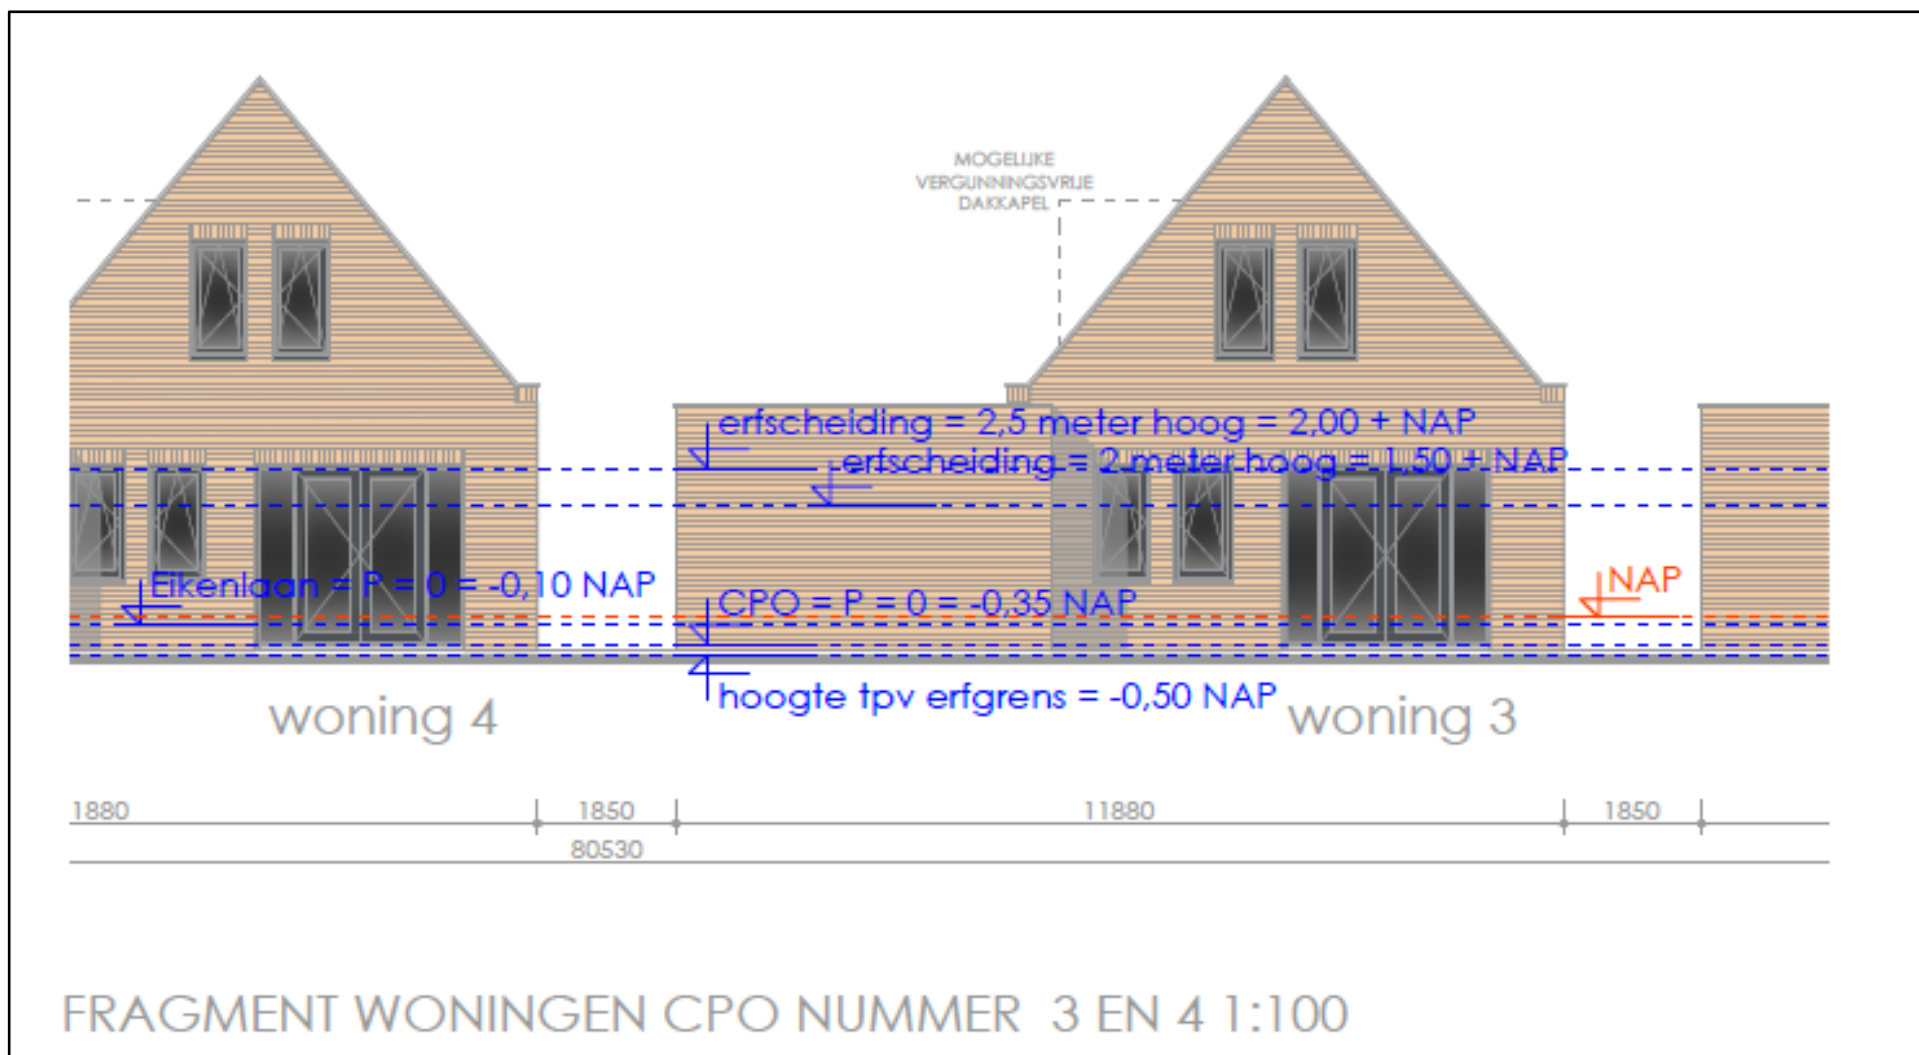 MOGELIJKE
VERGUNNINGSVRIJE
DAKKAPEL
erfscheiding = 2,5 meter hoog = 2,00 + NAP
erfscheiding = 2 meter hoog = 1,50 + NAP
Eikenlaan = P = 0 = -0,10 NAP
NAP
CPO = P = 0 = -0,35 NAP
hoogte tpv erfgrens = -0,50 NAP
woning 4
woning 3
1880
1850
11880
1850
80530
FRAGMENT WONINGEN CPO NUMMER 3 EN 4 1:100